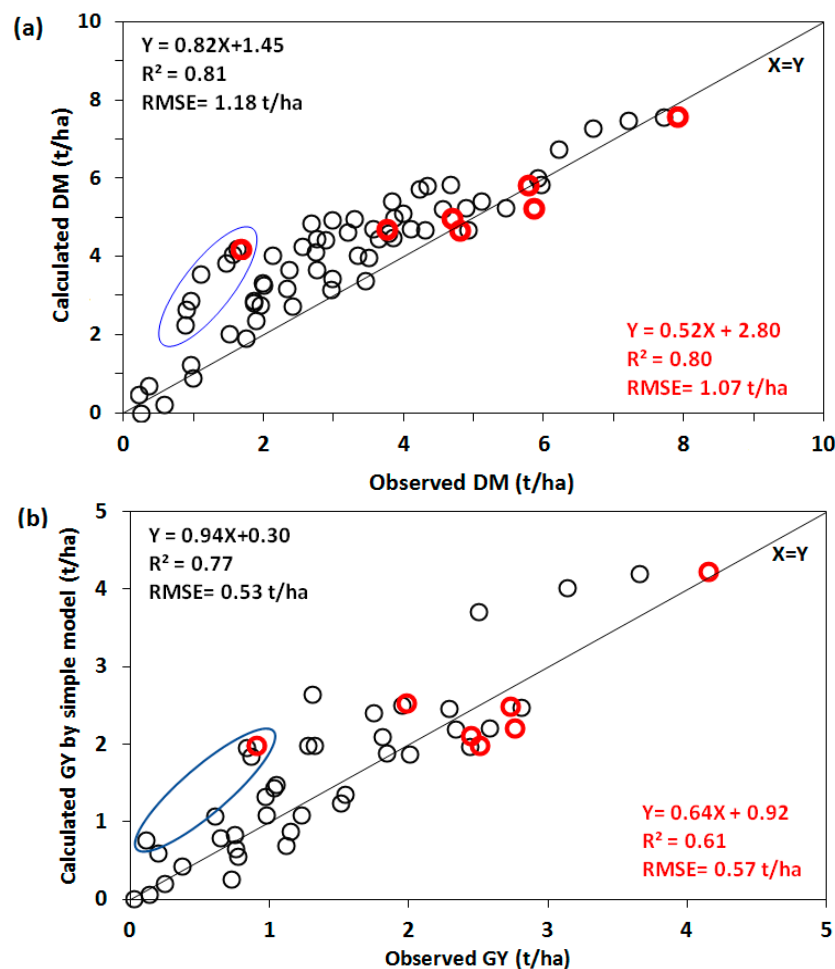 (a)
Y = 0.82X+1.45
R² = 0.81
RMSE= 1.18 t/ha
X=Y
10
8
6
4
2
0
Calculated DM (t/ha)
Y = 0.52X + 2.80
R² = 0.80
RMSE= 1.07 t/ha
0 2 4 6 8 10
Observed DM (t/ha)
(b)
Y = 0.94X+0.30
R² = 0.77
RMSE= 0.53 t/ha
X=Y
5
4
3
2
1
0
Calculated GY by simple model (t/ha)
Y= 0.64X + 0.92
R² = 0.61
RMSE= 0.57 t/ha
0 1 2 3 4 5
Observed GY (t/ha)